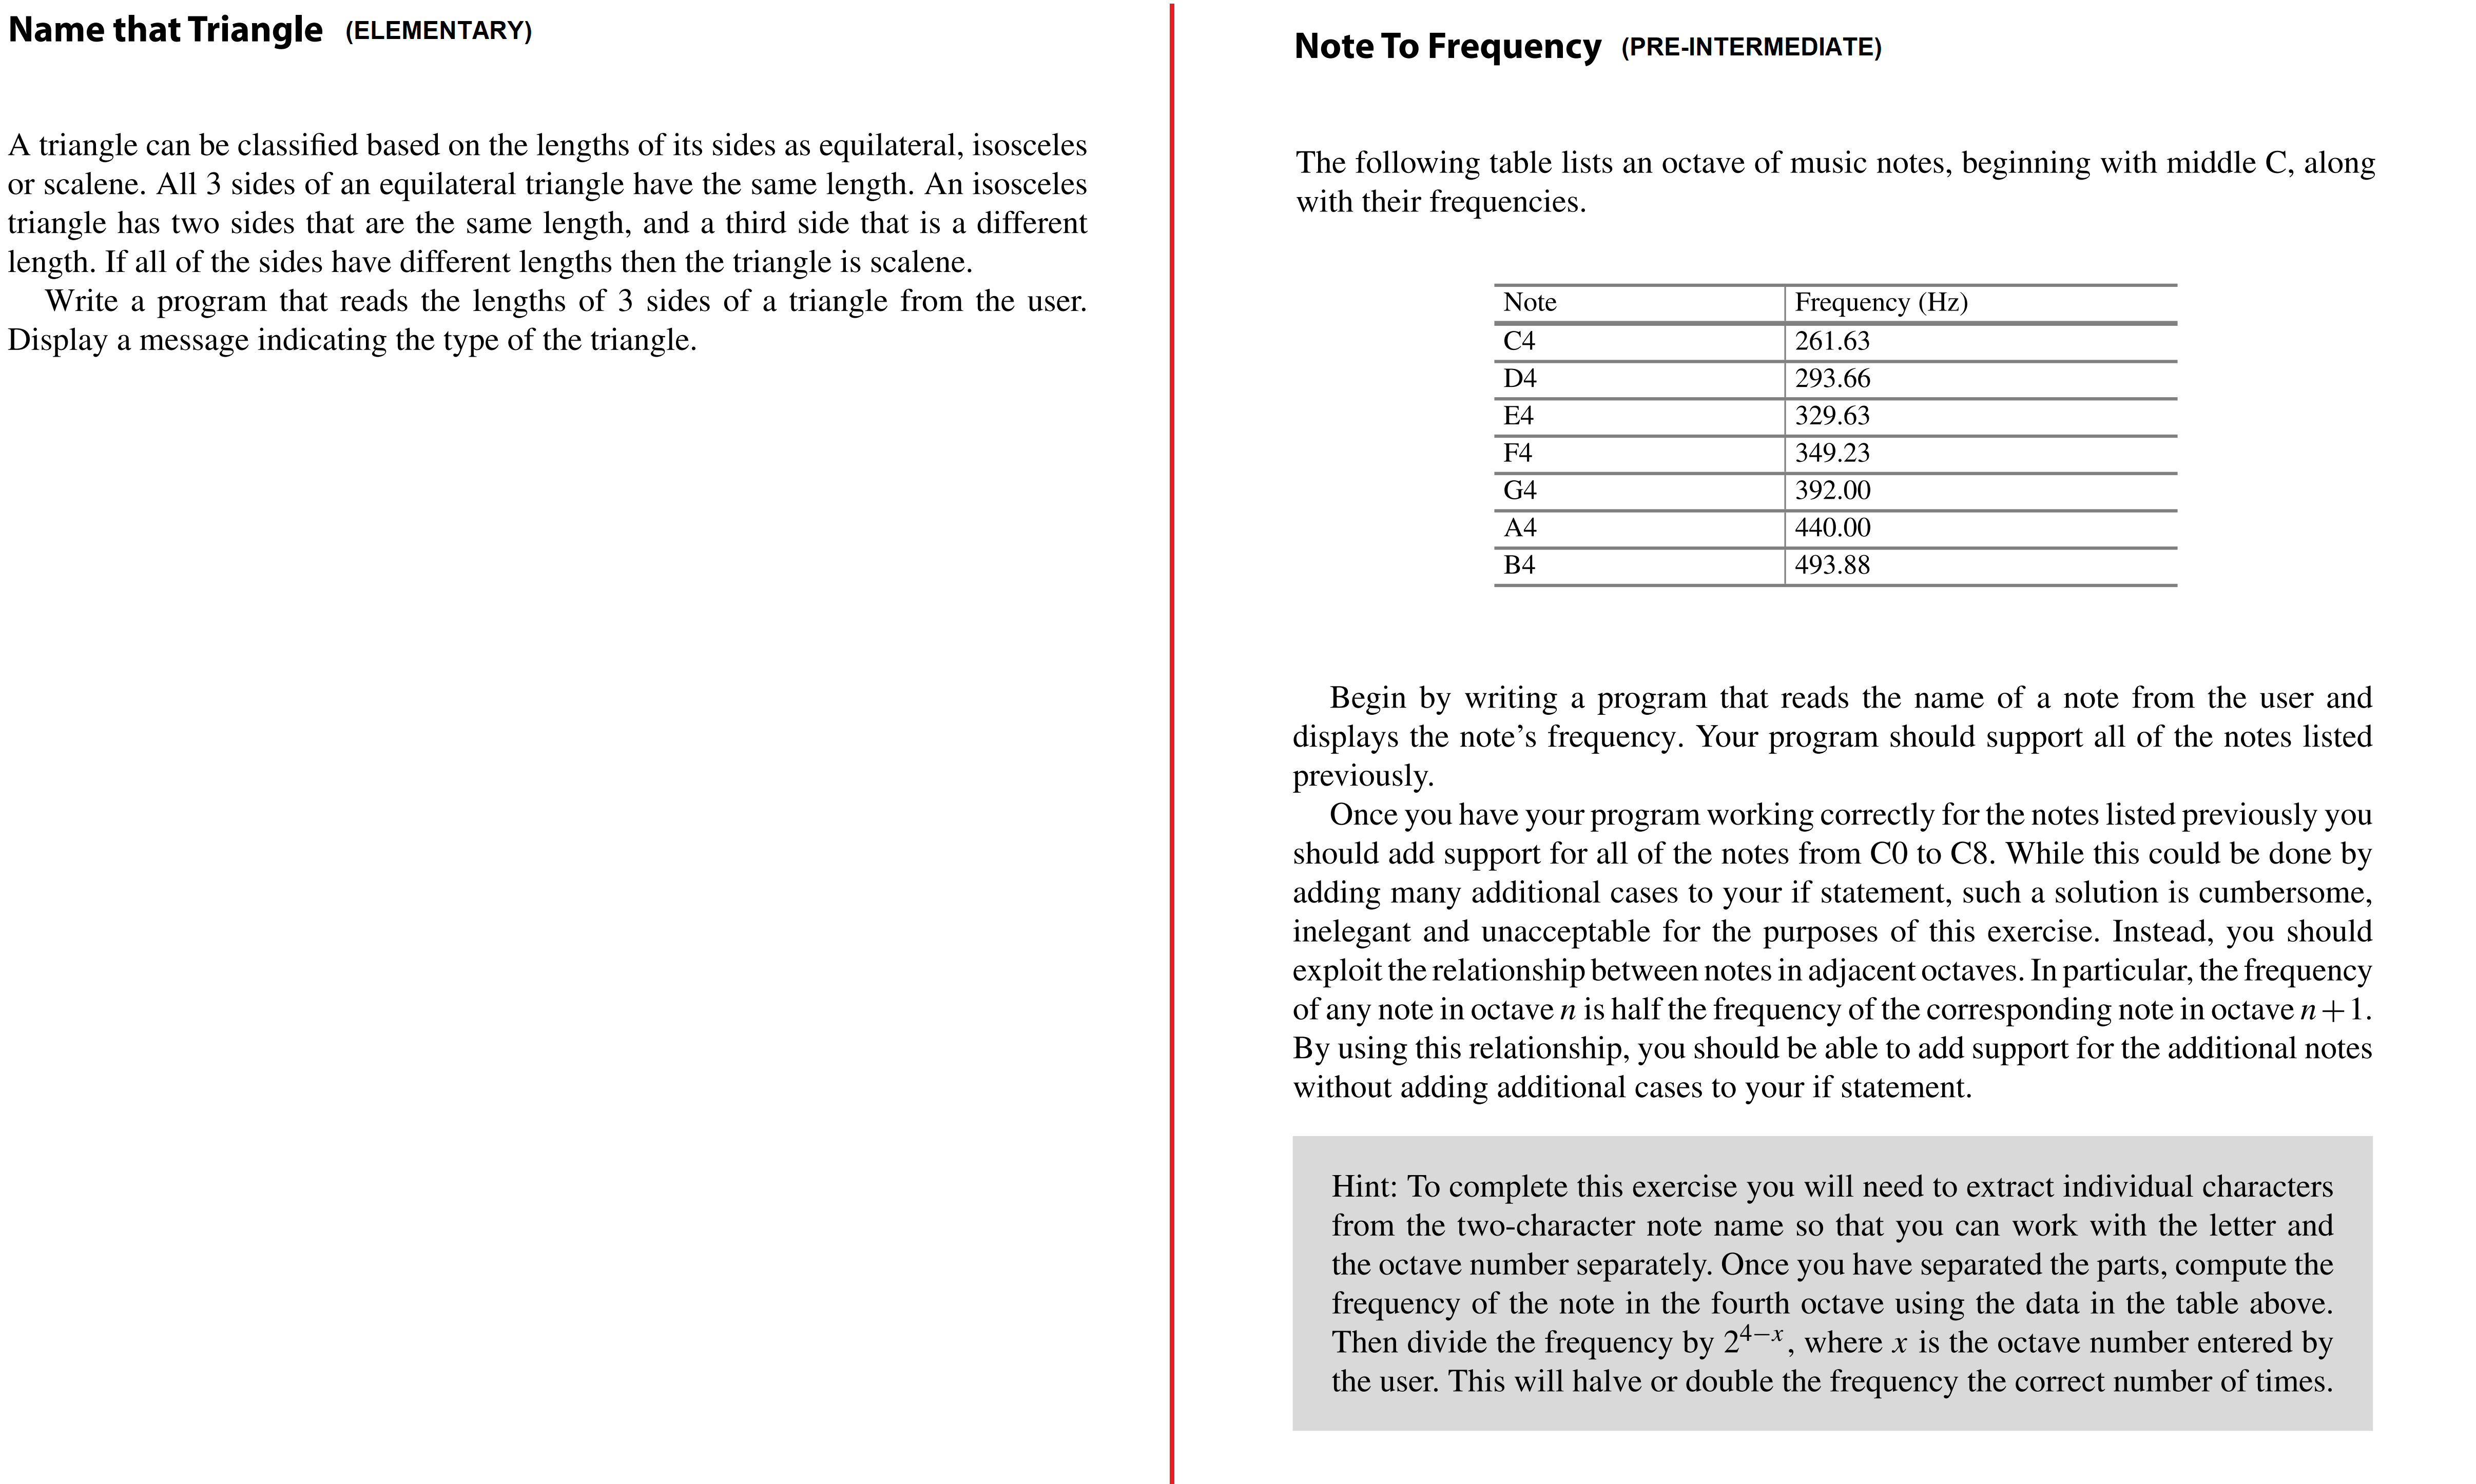 Name that Triangle (ELEMENTARY)
A triangle can be classified based on the lengths of its sides as equilateral, isosceles
or scalene. All 3 sides of an equilateral triangle have the same length. An isosceles
triangle has two sides that are the same length, and a third side that is a different
length. If all of the sides have different lengths then the triangle is scalene.
Write a program that reads the lengths of 3 sides of a triangle from the user.
Display a message indicating the type of the triangle.
Note To Frequency (PRE-INTERMEDIATE)
The following table lists an octave of music notes, beginning with middle C, along
with their frequencies.
Note Frequency (Hz)
C4 261.63
D4 293.66
E4 329.63
F4 349.23
G4 392.00
A4 440.00
B4 493.88
Begin by writing a program that reads the name of a note from the user and
displays the note’s frequency. Your program should support all of the notes listed
previously.
Once you have your program working correctly for the notes listed previously you
should add support for all of the notes from C0 to C8. While this could be done by
adding many additional cases to your if statement, such a solution is cumbersome,
inelegant and unacceptable for the purposes of this exercise. Instead, you should
exploit the relationship between notes in adjacent octaves. In particular, the frequency
of any note in octave n is half the frequency of the corresponding note in octave n+1.
By using this relationship, you should be able to add support for the additional notes
without adding additional cases to your if statement.
Hint: To complete this exercise you will need to extract individual characters
from the two-character note name so that you can work with the letter and
the octave number separately. Once you have separated the parts, compute the
frequency of the note in the fourth octave using the data in the table above.
Then divide the frequency by 2⁴⁻ˣ, where x is the octave number entered by
the user. This will halve or double the frequency the correct number of times.